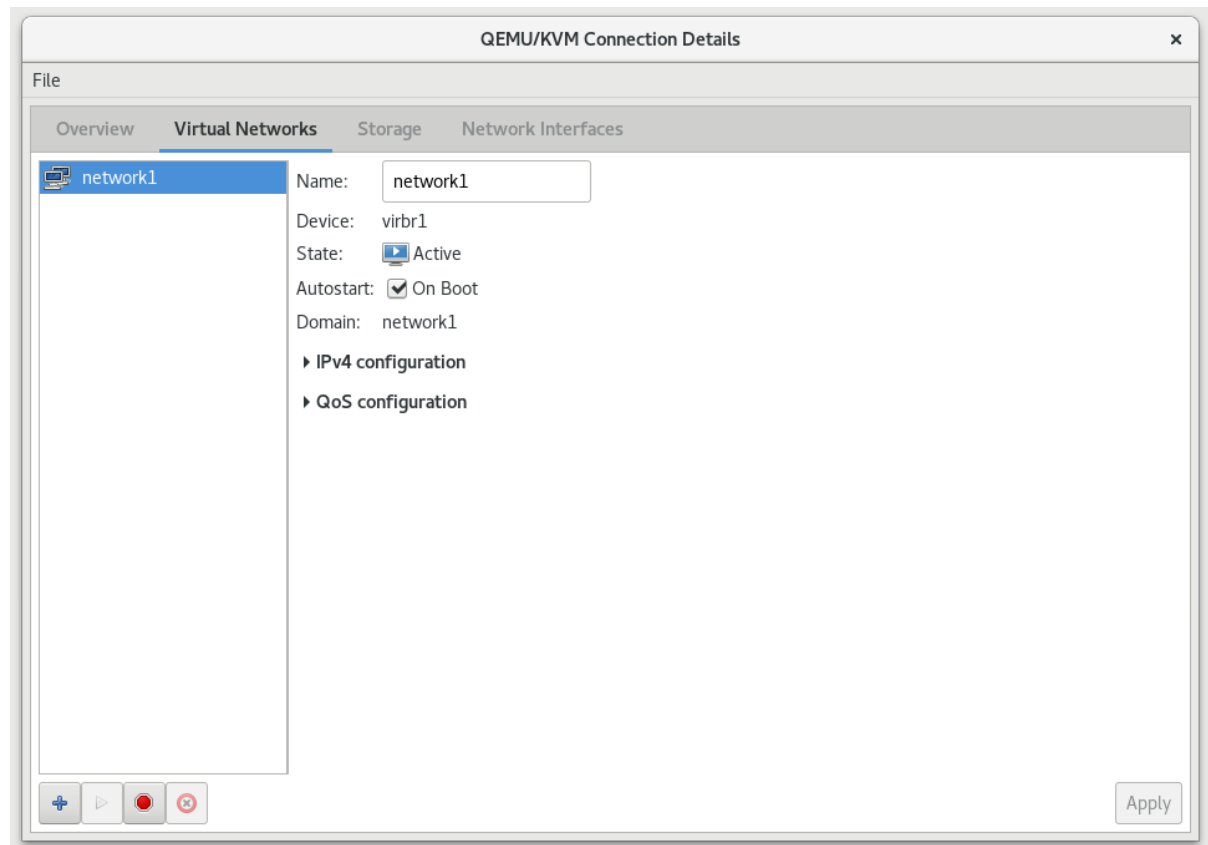 QEMU/KVM Connection Details
File
Overview Virtual Networks Storage Network Interfaces
network1
Name: network1
Device: virbr1
State: Active
Autostart: On Boot
Domain: network1
IPv4 configuration
QoS configuration
Apply